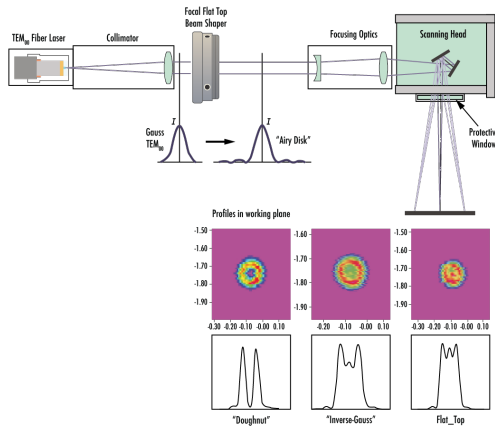 Focal Flat Top
Beam Shaper
TEM00 Fiber Laser
Collimator
Focusing Optics
Scanning Head
Protective
Window
Gauss
TEM00
I
I
"Airy Disk"
Profiles in working plane
-1.50
-1.60
-1.70
-1.80
-1.90
-0.30 -0.20 -0.10 -0.00 0.10
-1.60
-1.70
-1.80
-1.90
-1.00
-0.20 -0.10 -0.00 0.10
-1.50
-1.60
-1.70
-1.80
-1.90
-0.30 -0.20 -0.10 -0.00 0.10
"Doughnut"
"Inverse-Gauss"
Flat_Top